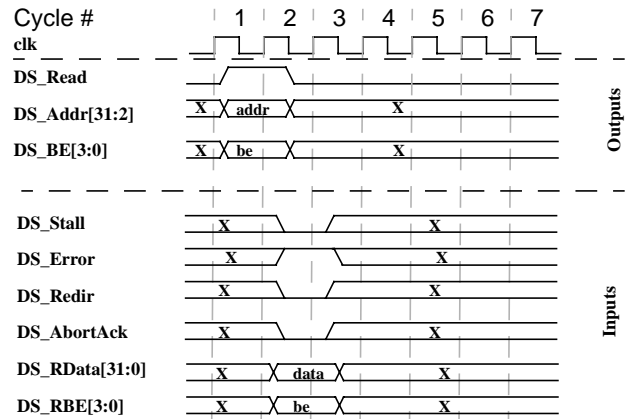 Cycle # 1 2 3 4 5 6 7
clk
DS_Read
DS_Addr[31:2] X addr X
DS_BE[3:0] X be X
Outputs
DS_Stall X X
DS_Error X X
DS_Redir X X
DS_AbortAck X X
DS_RData[31:0] X data X
DS_RBE[3:0] X be X
Inputs